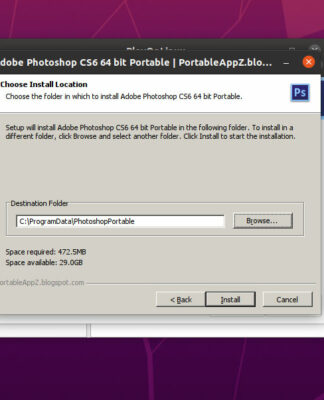 Adobe Photoshop CS6 64 bit Portable | PortableAppZ.blo...
Choose Install Location
Choose the folder in which to install Adobe Photoshop CS6 64 bit Portable.
Ps
Setup will install Adobe Photoshop CS6 64 bit Portable in the following folder. To install in a
different folder, click Browse and select another folder. Click Install to start the installation.
Destination Folder
C:\ProgramData\PhotoshopPortable
Browse...
Space required: 472.5MB
Space available: 29.0GB
PortableAppZ.blogspot.com
< Back
Install
Cancel